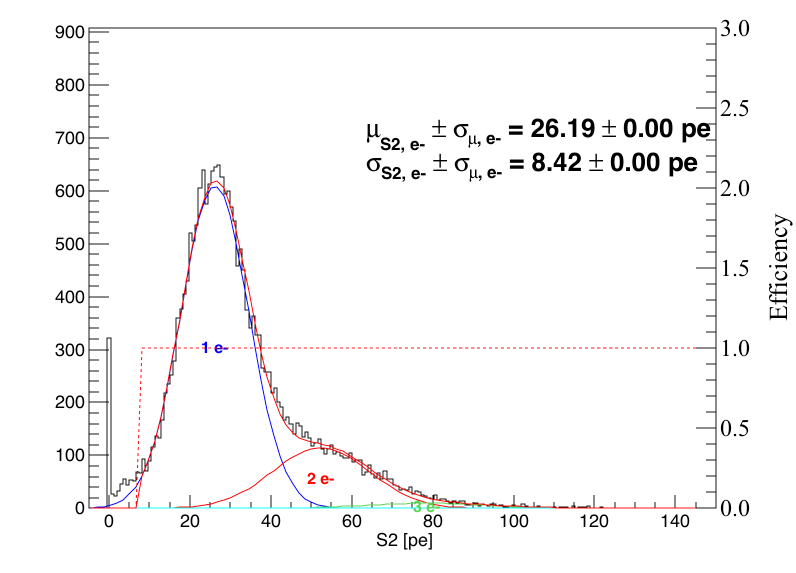 900
800
700
600
500
400
300
200
100
0
3.0
2.5
2.0
1.5
1.0
0.5
0.0
Efficiency
μS2, e- ± σμ, e- = 26.19 ± 0.00 pe
σS2, e- ± σμ, e- = 8.42 ± 0.00 pe
1 e-
2 e-
3 e-
0 20 40 60 80 100 120 140
S2 [pe]